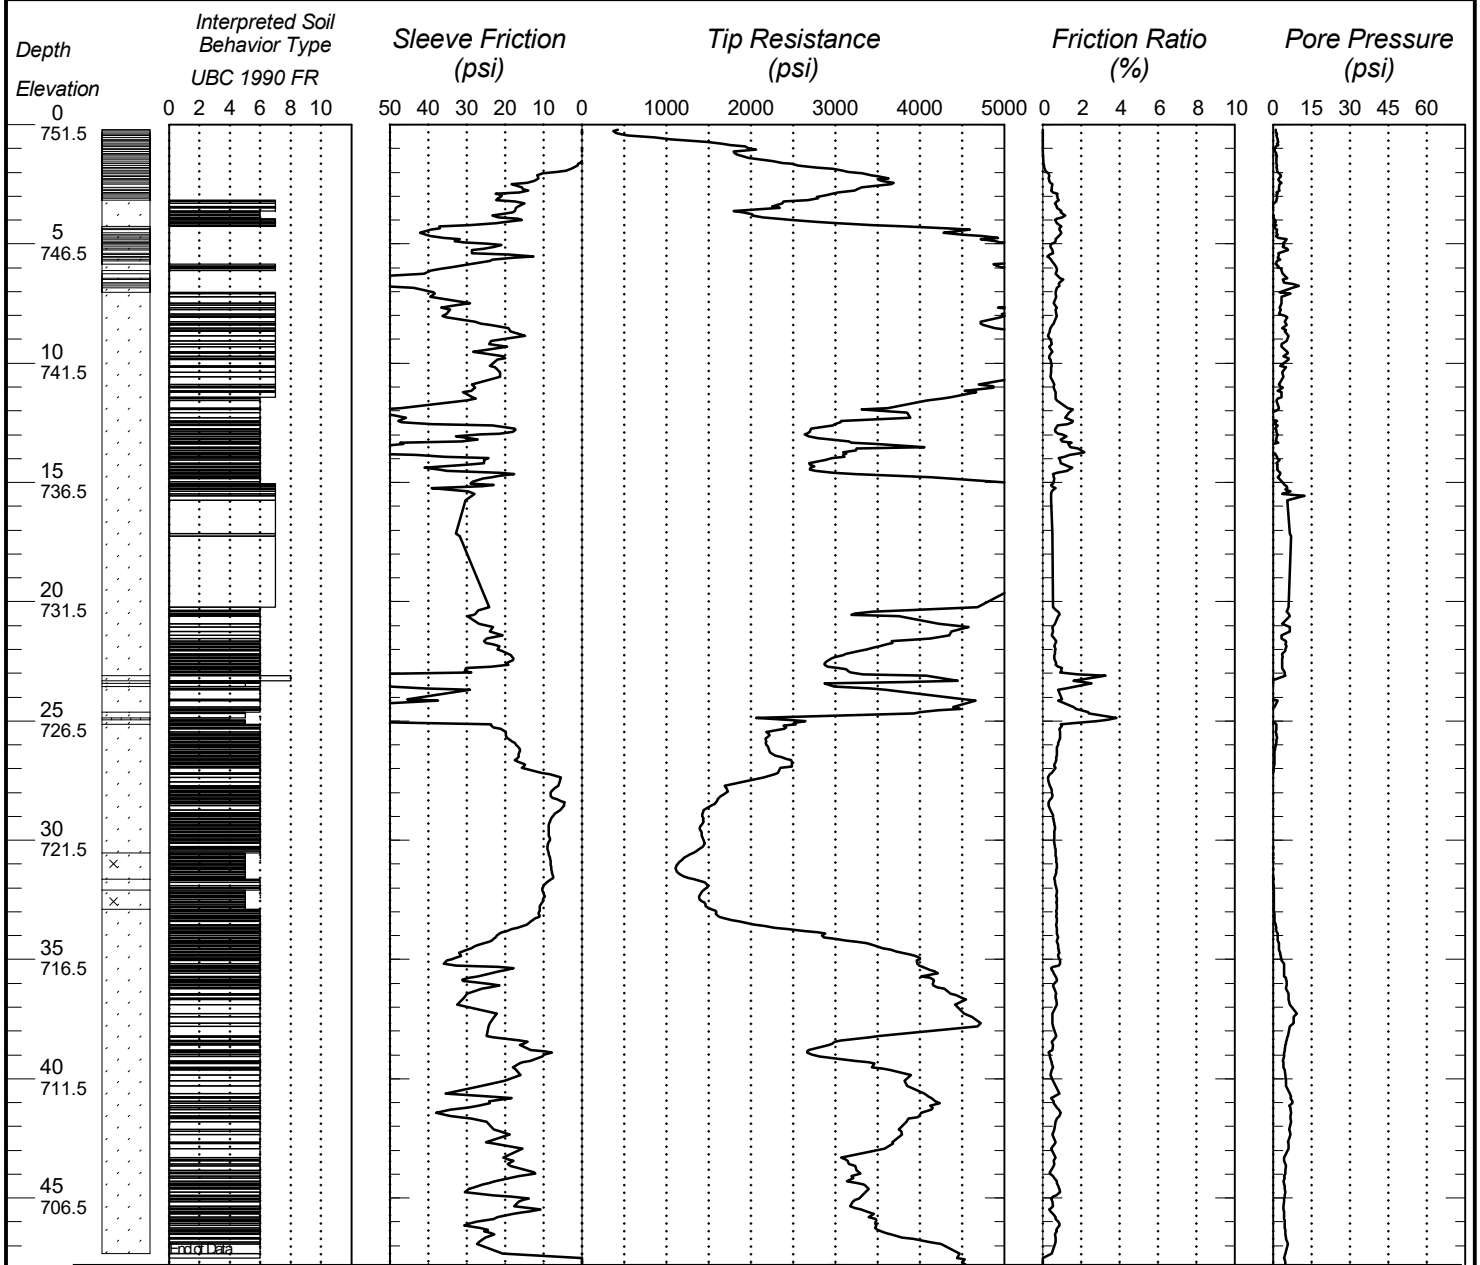 Depth
Elevation
Interpreted Soil
Behavior Type
UBC 1990 FR
Sleeve Friction
(psi)
Tip Resistance
(psi)
Friction Ratio
(%)
Pore Pressure
(psi)
0 2 4 6 8 10
50 40 30 20 10 0
1000 2000 3000 4000 5000
0 2 4 6 8 10
0 15 30 45 60
0
751.5
5
746.5
10
741.5
15
736.5
20
731.5
25
726.5
30
721.5
35
716.5
40
711.5
45
706.5
End of Data